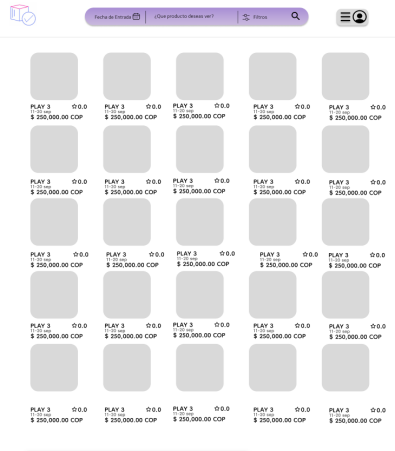 Fecha de Entrada ¿Que producto deseas ver? Filtros
PLAY 3 0.0 PLAY 3 0.0 PLAY 3 0.0 PLAY 3 0.0 PLAY 3 0.0
11-20 sep 11-20 sep 11-20 sep 11-20 sep 11-20 sep
$ 250,000.00 COP $ 250,000.00 COP $ 250,000.00 COP $ 250,000.00 COP $ 250,000.00 COP
PLAY 3 0.0 PLAY 3 0.0 PLAY 3 0.0 PLAY 3 0.0 PLAY 3 0.0
11-20 sep 11-20 sep 11-20 sep 11-20 sep 11-20 sep
$ 250,000.00 COP $ 250,000.00 COP $ 250,000.00 COP $ 250,000.00 COP $ 250,000.00 COP
PLAY 3 0.0 PLAY 3 0.0 PLAY 3 0.0 PLAY 3 0.0 PLAY 3 0.0
11-20 sep 11-20 sep 11-20 sep 11-20 sep 11-20 sep
$ 250,000.00 COP $ 250,000.00 COP $ 250,000.00 COP $ 250,000.00 COP $ 250,000.00 COP
PLAY 3 0.0 PLAY 3 0.0 PLAY 3 0.0 PLAY 3 0.0 PLAY 3 0.0
11-20 sep 11-20 sep 11-20 sep 11-20 sep 11-20 sep
$ 250,000.00 COP $ 250,000.00 COP $ 250,000.00 COP $ 250,000.00 COP $ 250,000.00 COP
PLAY 3 0.0 PLAY 3 0.0 PLAY 3 0.0 PLAY 3 0.0 PLAY 3 0.0
11-20 sep 11-20 sep 11-20 sep 11-20 sep 11-20 sep
$ 250,000.00 COP $ 250,000.00 COP $ 250,000.00 COP $ 250,000.00 COP $ 250,000.00 COP